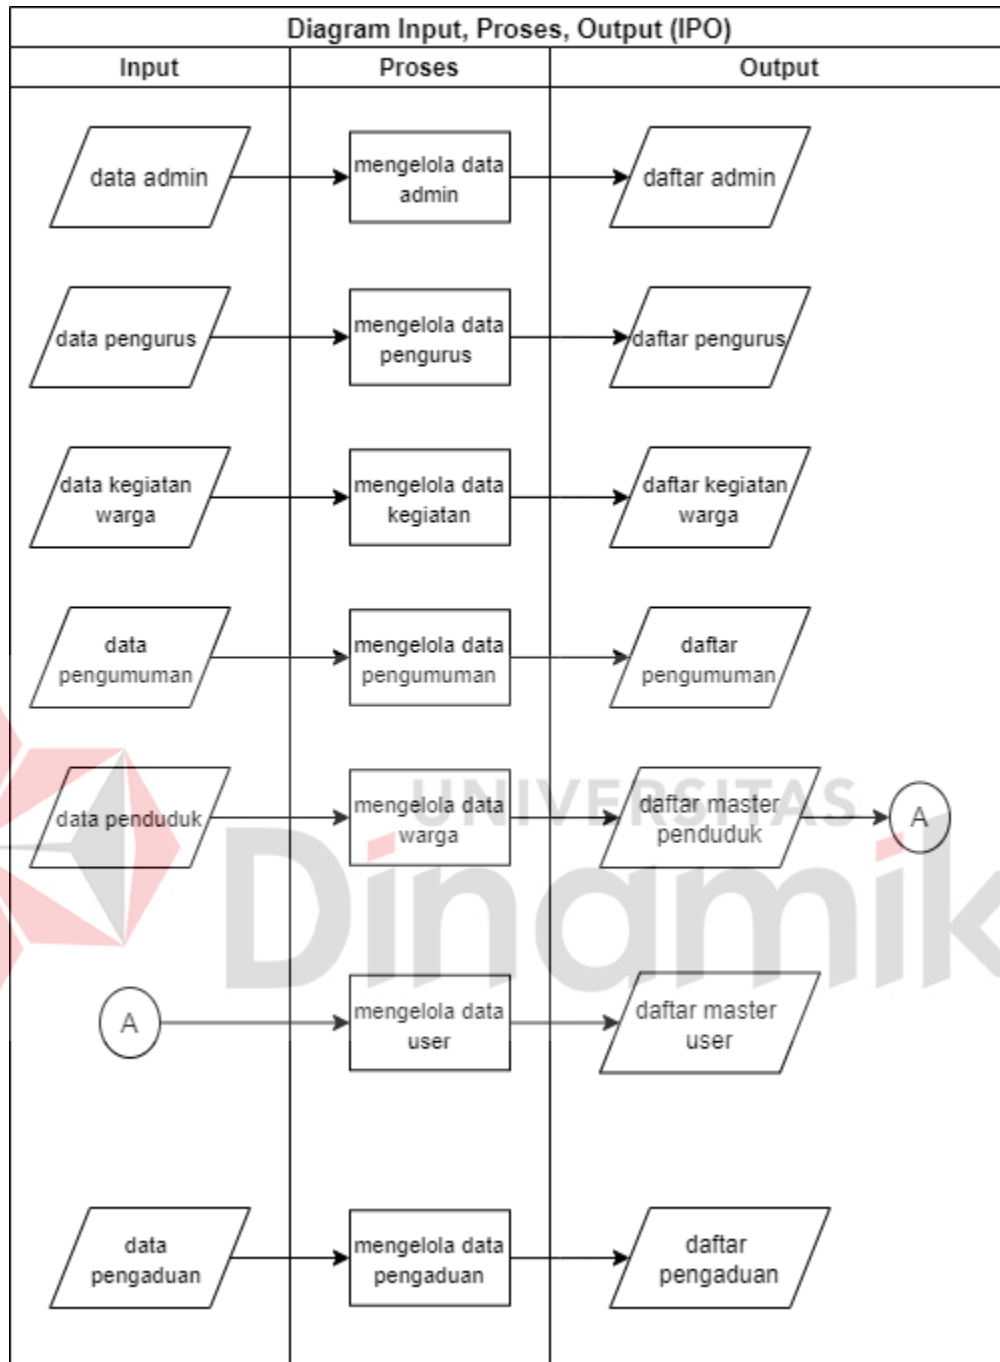 Diagram Input, Proses, Output (IPO)
Input
Proses
Output
data admin
mengelola data
admin
daftar admin
data pengurus
mengelola data
pengurus
daftar pengurus
data kegiatan
warga
mengelola data
kegiatan
daftar kegiatan
warga
data
pengumuman
mengelola data
pengumuman
daftar
pengumuman
data penduduk
mengelola data
warga
daftar master
penduduk
A
UNIVERSITAS
Dinamik
A
mengelola data
user
daftar master
user
data
pengaduan
mengelola data
pengaduan
daftar
pengaduan